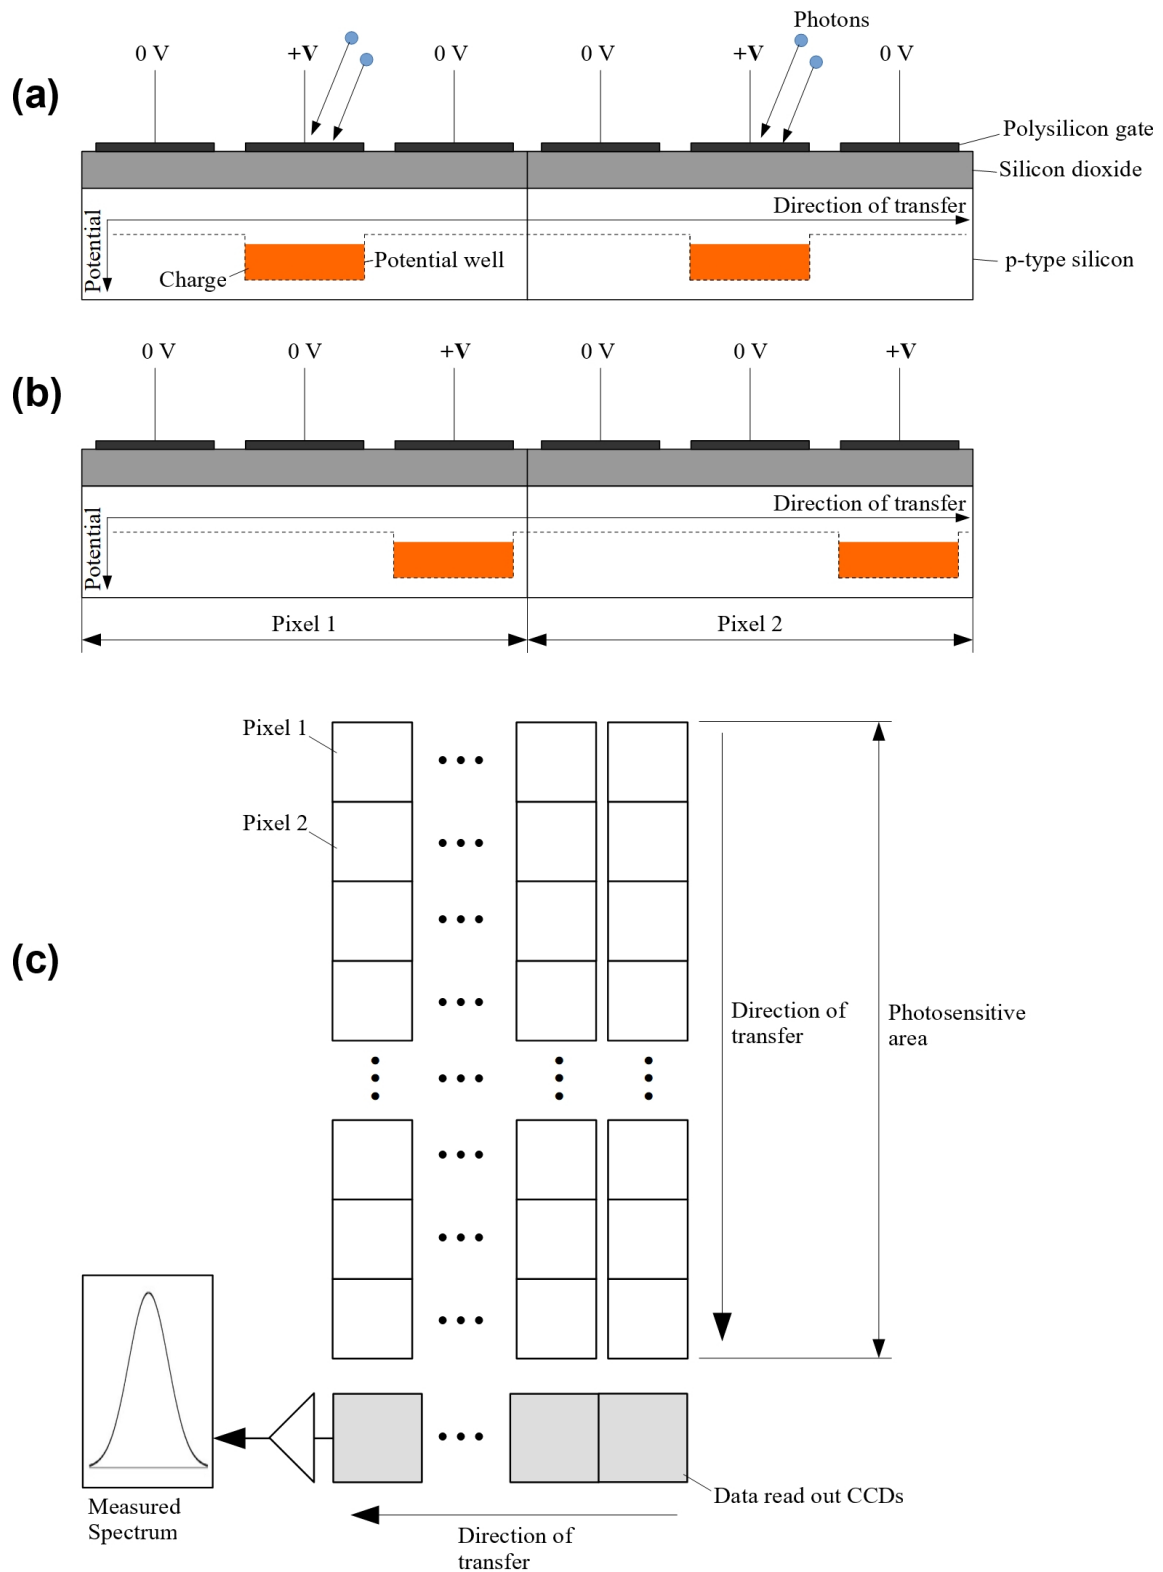 (a)
0 V
+V
0 V
0 V
+V
0 V
Photons
Polysilicon gate
Silicon dioxide
Direction of transfer
Potential
Charge
Potential well
p-type silicon
(b)
0 V
0 V
+V
0 V
0 V
+V
Direction of transfer
Potential
Pixel 1
Pixel 2
(c)
Pixel 1
Pixel 2
Direction of
transfer
Photosensitive
area
Data read out CCDs
Measured
Spectrum
Direction of
transfer